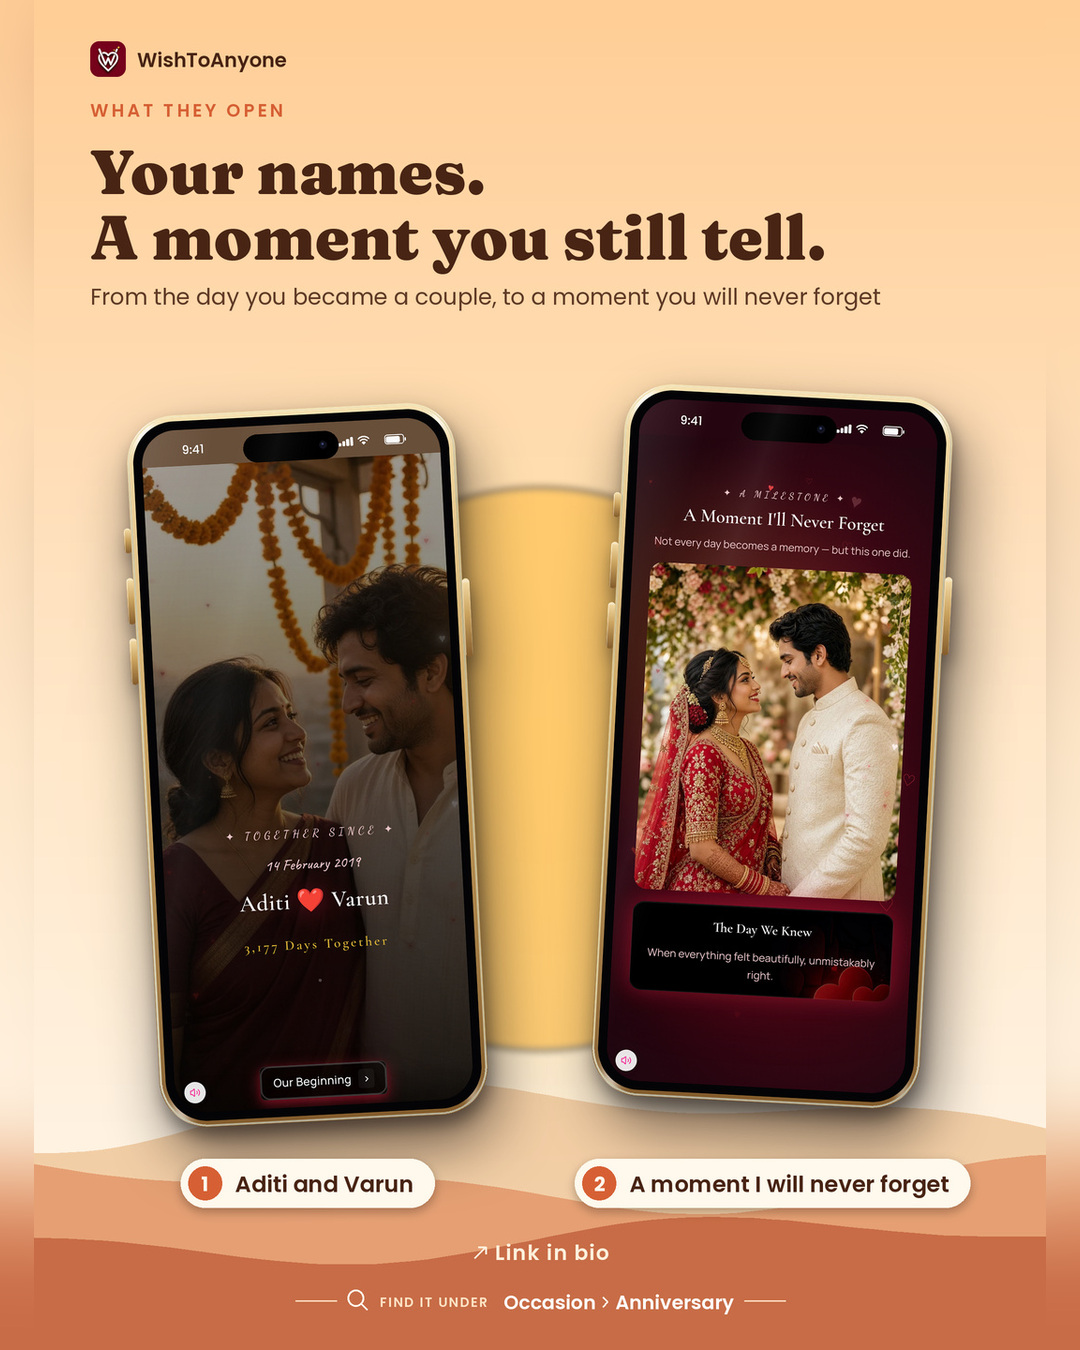 WishToAnyone
WHAT THEY OPEN
Your names.
A moment you still tell.
From the day you became a couple, to a moment you will never forget
9:41
✦ TOGETHER SINCE ✦
14 February 2019
Aditi ❤️ Varun
3,177 Days Together
Our Beginning >
9:41
✦ A MILESTONE ✦
A Moment I'll Never Forget
Not every day becomes a memory — but this one did.
The Day We Knew
When everything felt beautifully, unmistakably
right.
1 Aditi and Varun
2 A moment I will never forget
↗ Link in bio
FIND IT UNDER Occasion > Anniversary